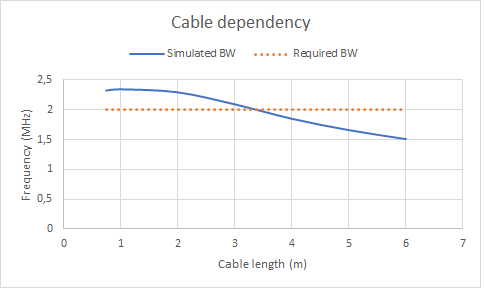 Cable dependency
Simulated BW Required BW
2,5
2
1,5
1
0,5
0
0 1 2 3 4 5 6 7
Frequency (MHz)
Cable length (m)